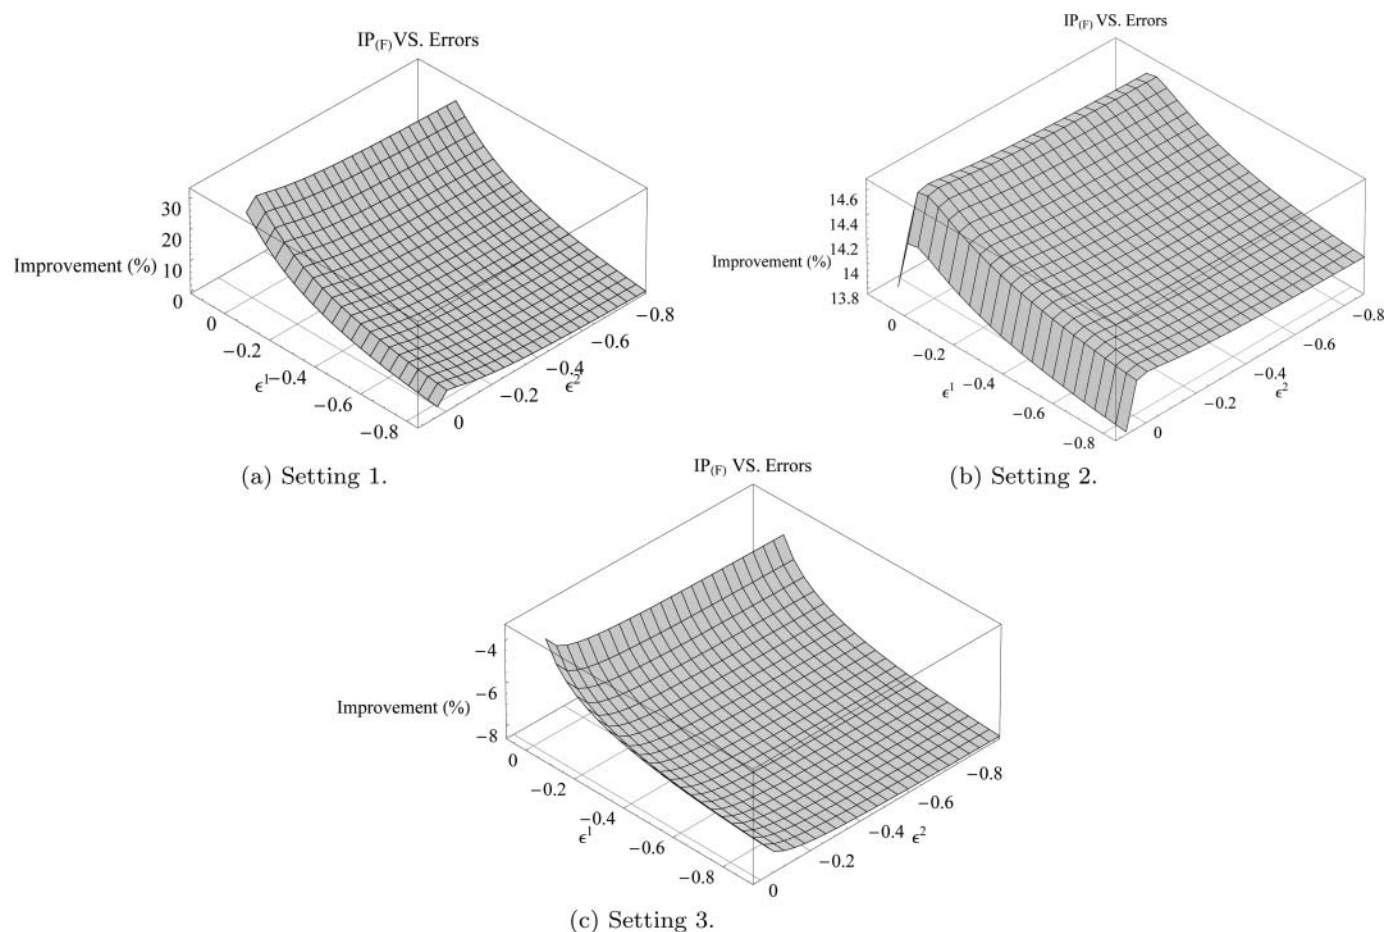 IP(F) VS. Errors
30
20
10
0
Improvement (%)
0
−0.2
−0.4
−0.6
−0.8
ϵ1
0
−0.2
−0.4
−0.6
−0.8
ϵ2
(a) Setting 1.
IP(F) VS. Errors
14.6
14.4
14.2
14
13.8
Improvement (%)
0
−0.2
−0.4
−0.6
−0.8
ϵ1
0
−0.2
−0.4
−0.6
−0.8
ϵ2
(b) Setting 2.
IP(F) VS. Errors
−4
−6
−8
Improvement (%)
0
−0.2
−0.4
−0.6
−0.8
ϵ1
0
−0.2
−0.4
−0.6
−0.8
ϵ2
(c) Setting 3.